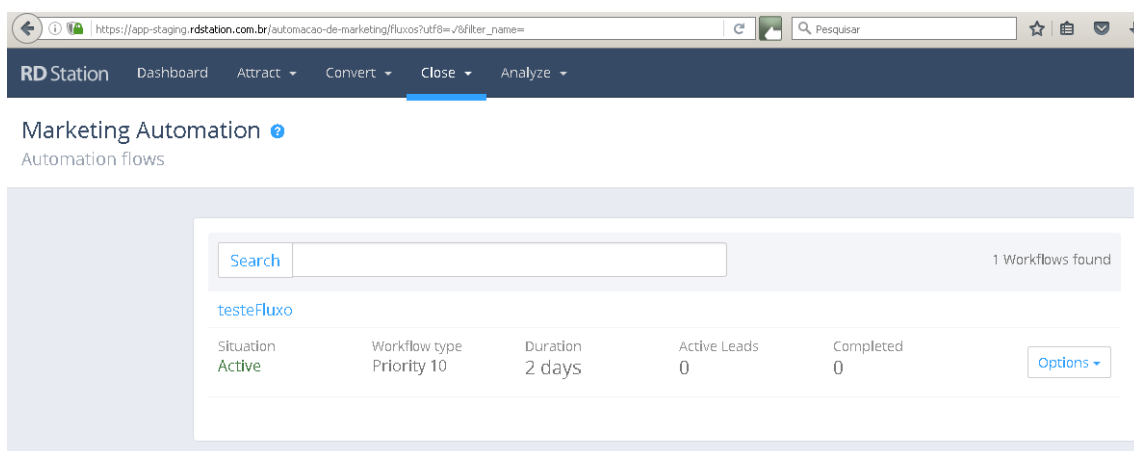 https://app-staging.rdstation.com.br/automacao-de-marketing/fluxos?utf8=√&filter_name=
Pesquisar
RD Station Dashboard Attract Convert Close Analyze
Marketing Automation ?
Automation flows
Search
1 Workflows found
testeFluxo
Situation Workflow type Duration Active Leads Completed
Active Priority 10 2 days 0 0
Options